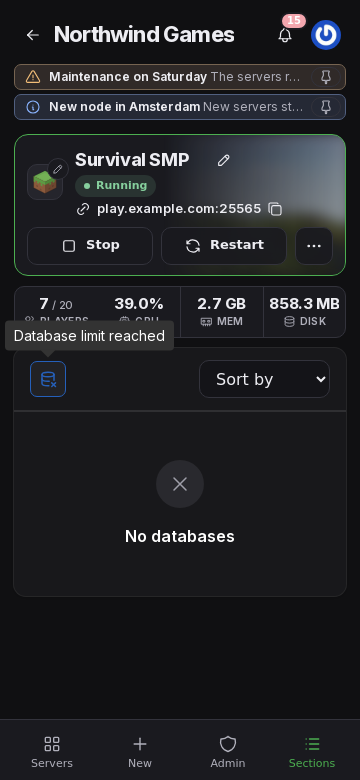 Northwind Games
15
Maintenance on Saturday The servers r...
New node in Amsterdam New servers st...
Survival SMP
Running
play.example.com:25565
Stop
Restart
7 / 20
39.0%
2.7 GB
858.3 MB
PLAYERS
CPU
MEM
DISK
Database limit reached
Sort by
No databases
Servers
New
Admin
Sections